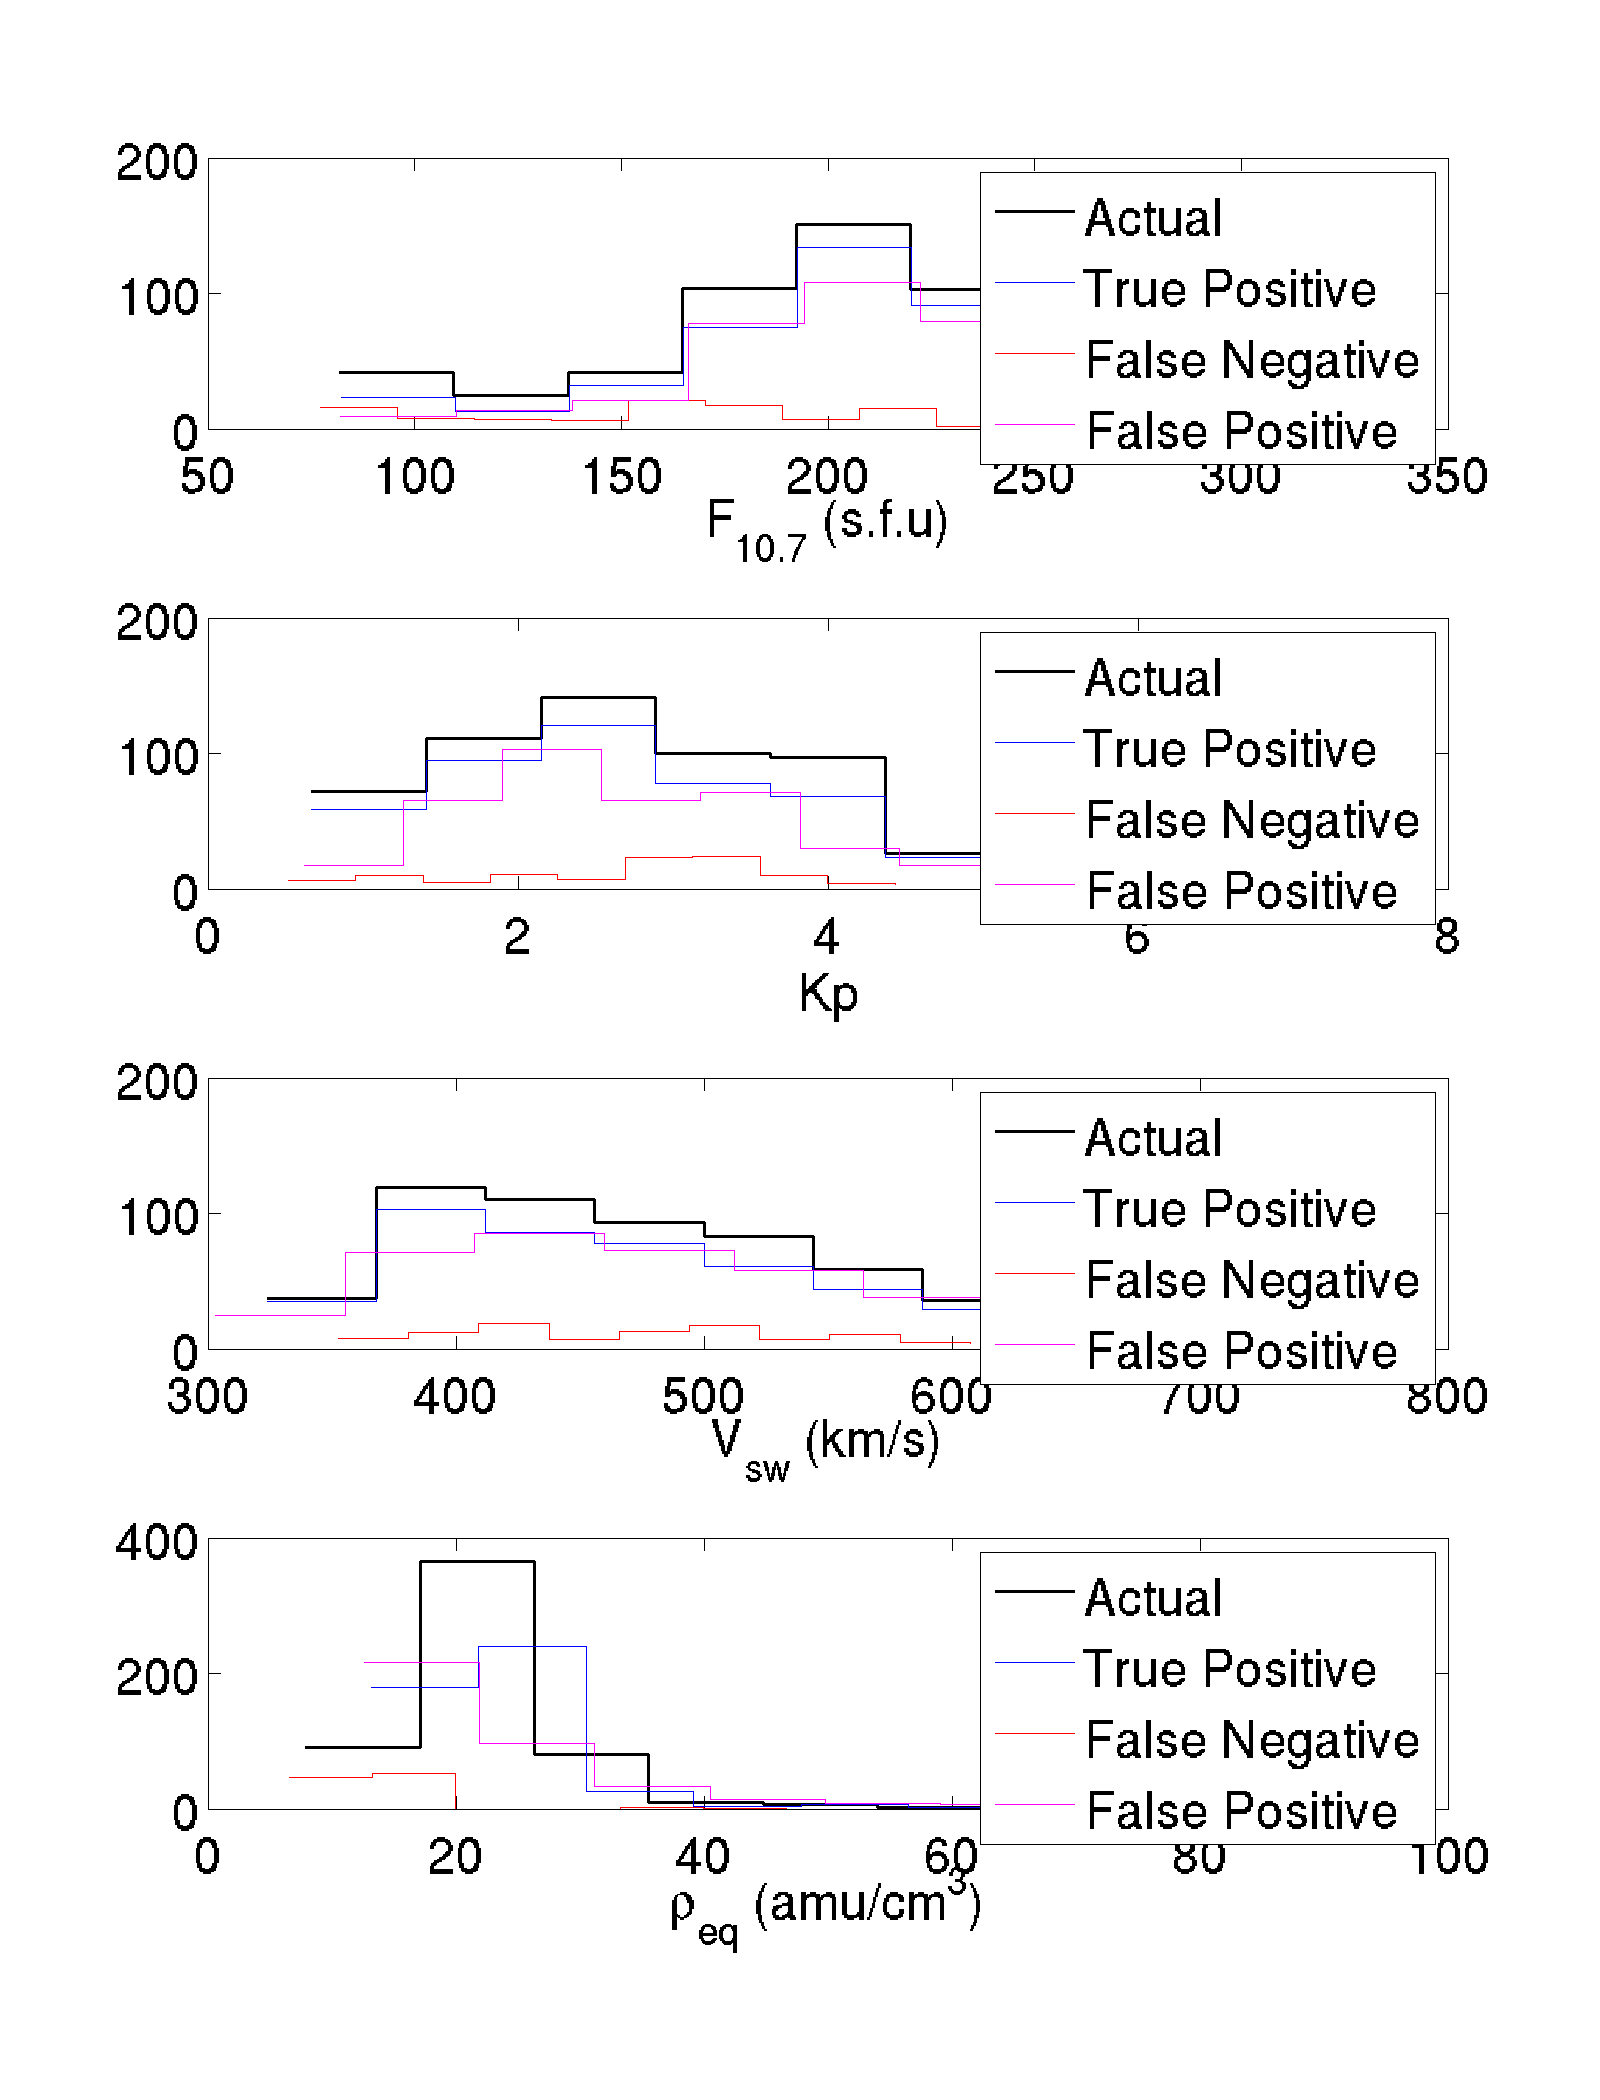 200
100
0
50 100 150 200 250 300 350
F10.7 (s.f.u)
Actual
True Positive
False Negative
False Positive
200
100
0
0 2 4 6 8
Kp
Actual
True Positive
False Negative
False Positive
200
100
0
300 400 500 600 700 800
Vsw (km/s)
Actual
True Positive
False Negative
False Positive
400
200
0
0 20 40 60 80 100
ρeq (amu/cm3)
Actual
True Positive
False Negative
False Positive